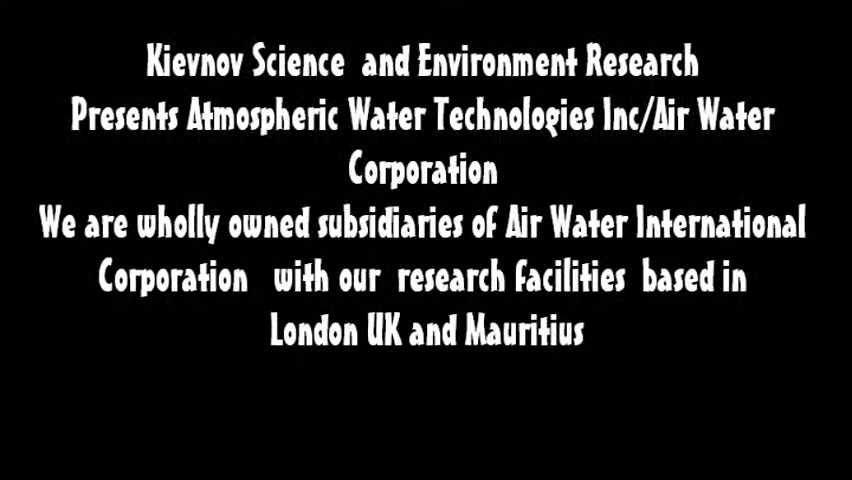 Kievnov Science and Environment Research
Presents Atmospheric Water Technologies Inc/Air Water
Corporation
We are wholly owned subsidiaries of Air Water International
Corporation with our research facilities based in
London UK and Mauritius